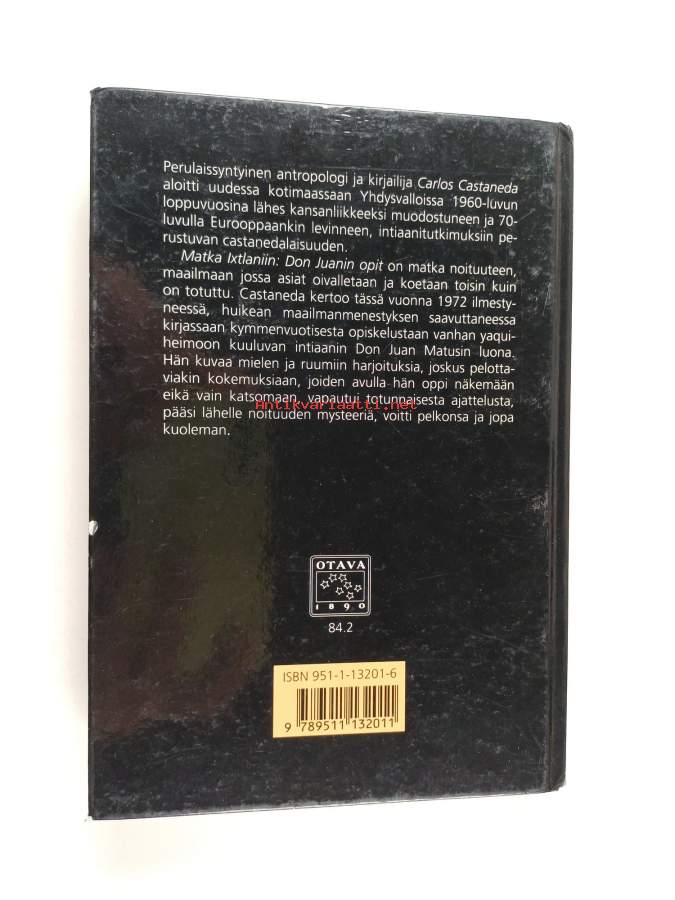 Perulaissyntyinen antropologi ja kirjailija Carlos Castaneda
aloitti uudessa kotimaassaan Yhdysvalloissa 1960-luvun
loppuvuosina lähes kansanliikkeeksi muodostuneen ja 70-
luvulla Eurooppaankin levinneen, intiaanitutkimuksiin pe-
rustuvan castanedalaisuuden.
Matka Ixtlaniin: Don Juanin opit on matka noituuteen,
maailmaan jossa asiat oivalletaan ja koetaan toisin kuin
on totuttu. Castaneda kertoo tässä vuonna 1972 ilmesty-
neessä, huikean maailmanmenestyksen saavuttaneessa
kirjassaan kymmenvuotisesta opiskelustaan vanhan yaqui-
heimoon kuuluvan intiaanin Don Juan Matusin luona.
Hän kuvaa mielen ja ruumiin harjoituksia, joskus pelotta-
viakin kokemuksiaan, joiden avulla hän oppi näkemään
eikä vain katsomaan, vapautui totunnaisesta ajattelusta,
Antikvariaatti.net
pääsi lähelle noituuden mysteeriä, voitti pelkonsa ja jopa
kuoleman.
OTAVA
1890
84.2
ISBN 951-1-13201-6
9 789511 132011